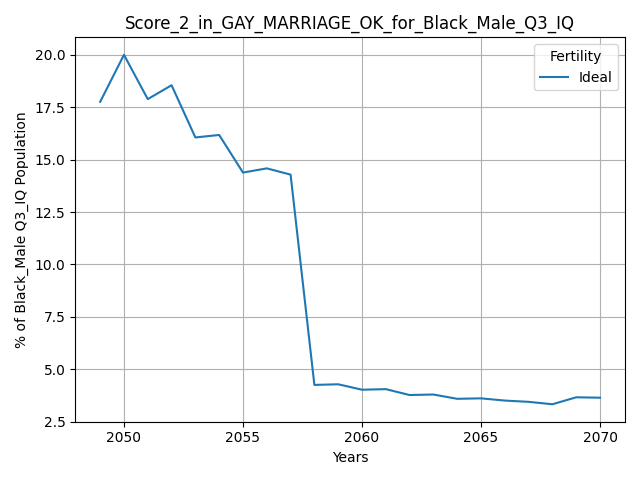 Score_2_in_GAY_MARRIAGE_OK_for_Black_Male_Q3_IQ
Fertility
Ideal
% of Black_Male Q3_IQ Population
20.0
17.5
15.0
12.5
10.0
7.5
5.0
2.5
2050 2055 2060 2065 2070
Years